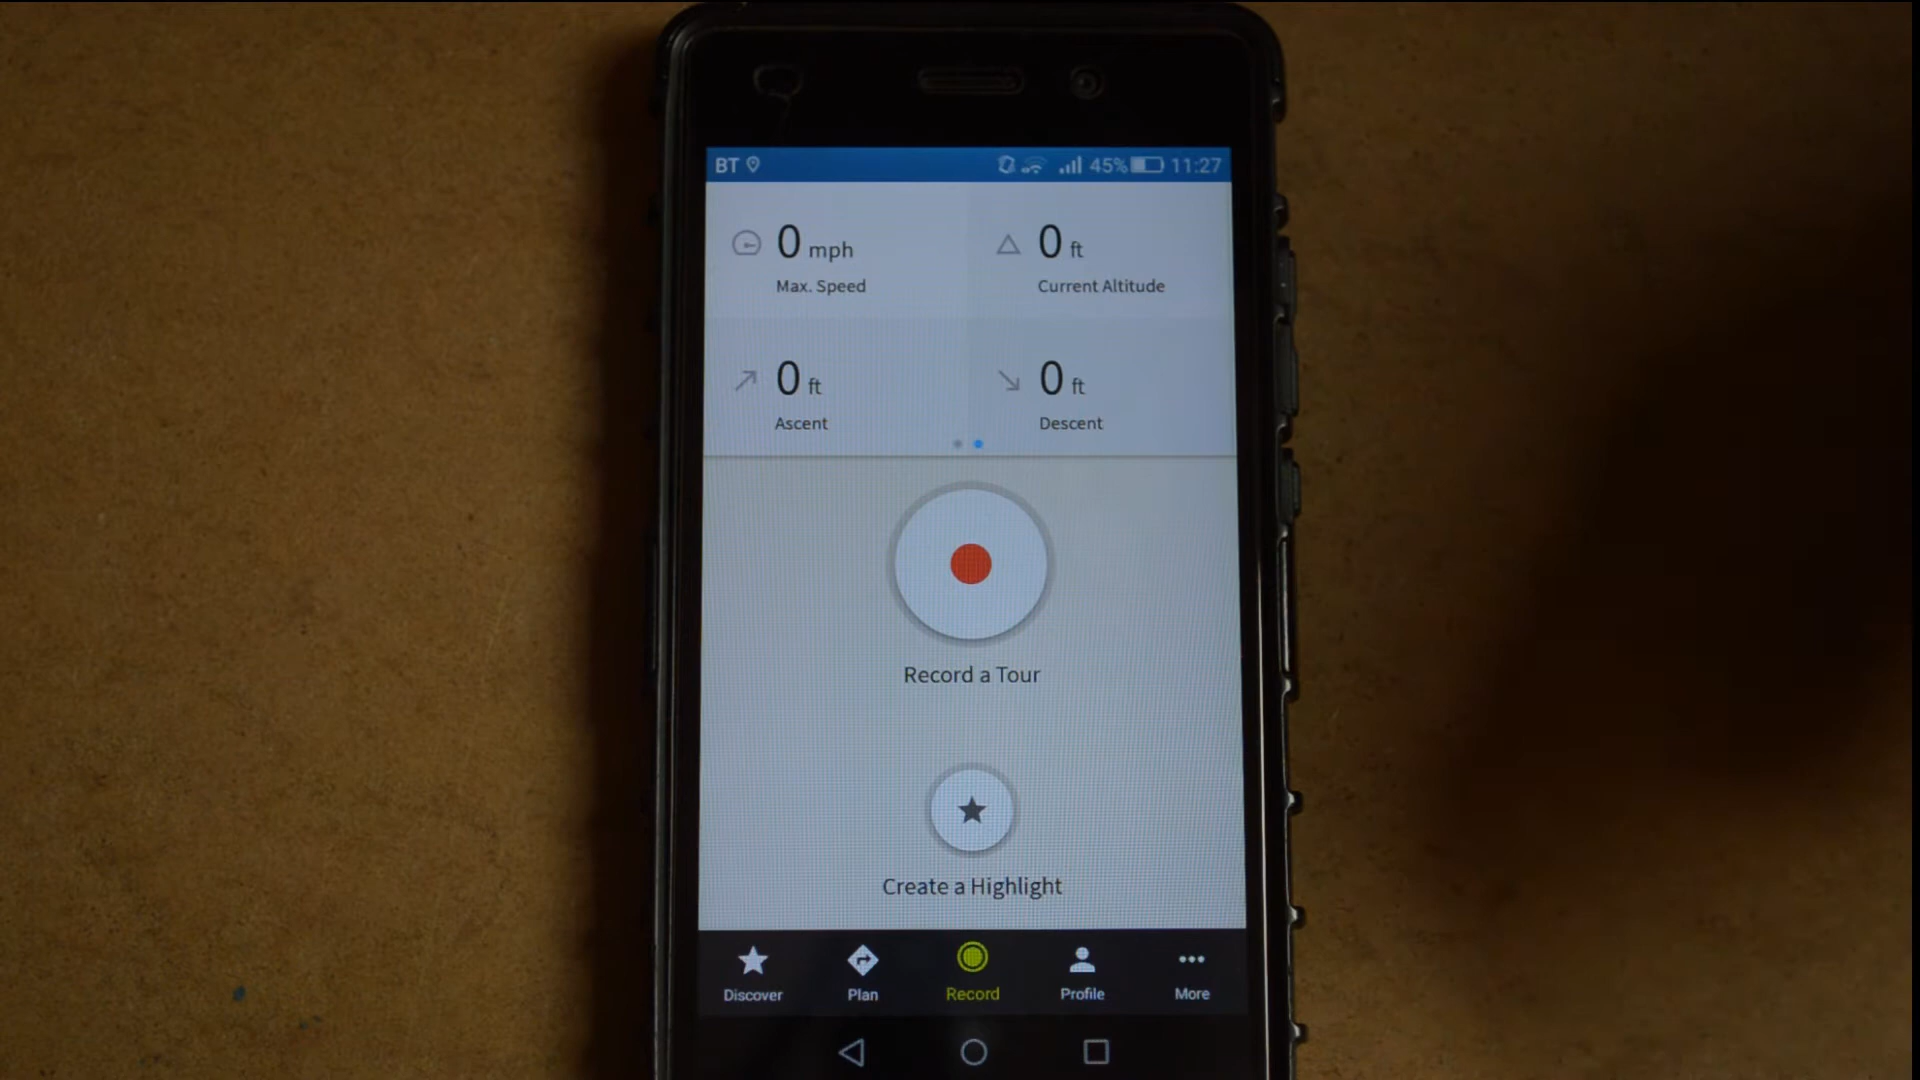 BT 45% 11:27
0 mph 0 ft
Max. Speed Current Altitude
0 ft 0 ft
Ascent Descent
Record a Tour
Create a Highlight
Discover Plan Record Profile More